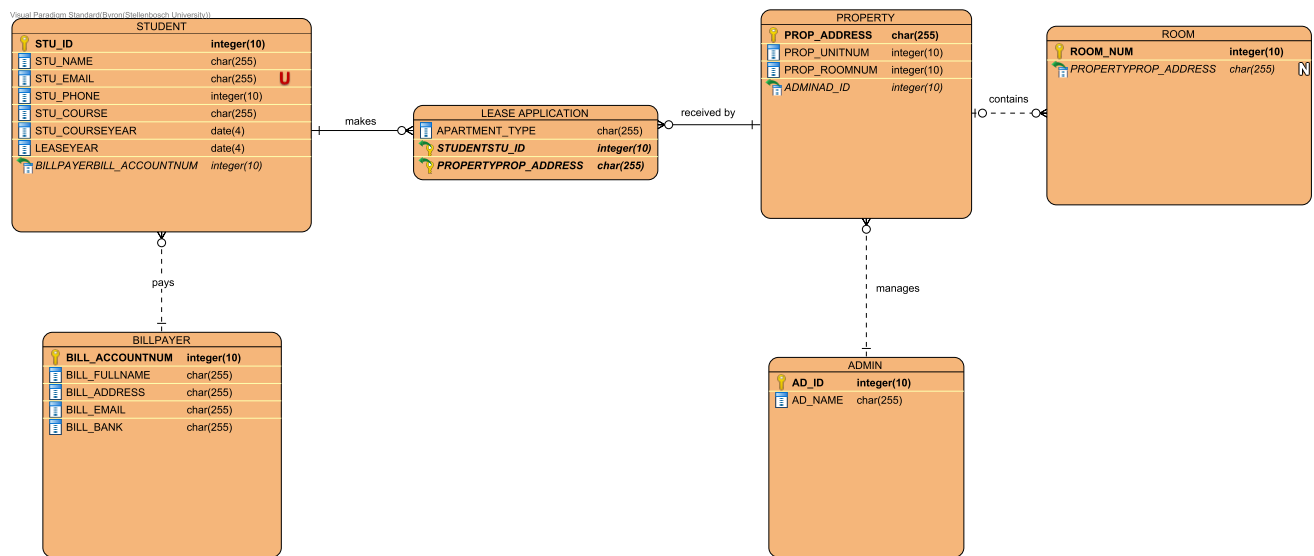 Visual Paradigm Standard(Byron(Stellenbosch University))
STUDENT
STU_ID integer(10)
STU_NAME char(255)
STU_EMAIL char(255) U
STU_PHONE integer(10)
STU_COURSE char(255)
STU_COURSEYEAR date(4)
LEASEYEAR date(4)
BILLPAYERBILL_ACCOUNTNUM integer(10)
makes
LEASE APPLICATION
APARTMENT_TYPE char(255)
STUDENTSTU_ID integer(10)
PROPERTYPROP_ADDRESS char(255)
received by
PROPERTY
PROP_ADDRESS char(255)
PROP_UNITNUM integer(10)
PROP_ROOMNUM integer(10)
ADMINAD_ID integer(10)
contains
ROOM
ROOM_NUM integer(10)
PROPERTYPROP_ADDRESS char(255) N
pays
manages
BILLPAYER
BILL_ACCOUNTNUM integer(10)
BILL_FULLNAME char(255)
BILL_ADDRESS char(255)
BILL_EMAIL char(255)
BILL_BANK char(255)
ADMIN
AD_ID integer(10)
AD_NAME char(255)